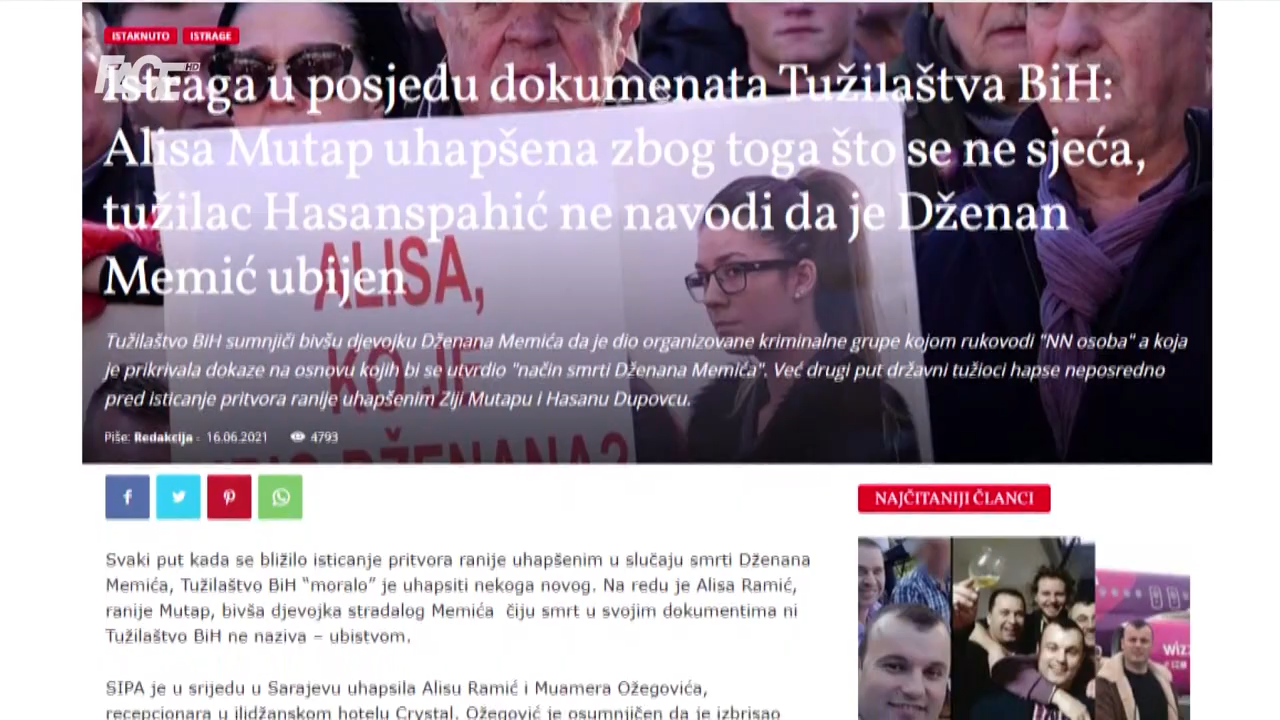 ISTAKNUTO ISTRAGE
FACE HD
Istraga u posjedu dokumenata Tužilaštva BiH:
Alisa Mutap uhapšena zbog toga što se ne sjeća,
tužilac Hasanspahić ne navodi da je Dženan
Memić ubijen
ALISA,
KO JE
DŽENANA?
Tužilaštvo BiH sumnjiči bivšu djevojku Dženana Memića da je dio organizovane kriminalne grupe kojom rukovodi "NN osoba" a koja
je prikrivala dokaze na osnovu kojih bi se utvrdio "način smrti Dženana Memića". Već drugi put državni tužioci hapse neposredno
pred isticanje pritvora ranije uhapšenim Ziji Mutapu i Hasanu Dupovcu.
Piše: Redakcija - 16.06.2021 4793
NAJČITANIJI ČLANCI
Svaki put kada se bližilo isticanje pritvora ranije uhapšenim u slučaju smrti Dženana
Memića, Tužilaštvo BiH “moralo” je uhapsiti nekoga novog. Na redu je Alisa Ramić,
ranije Mutap, bivša djevojka stradalog Memića čiju smrt u svojim dokumentima ni
Tužilaštvo BiH ne naziva – ubistvom.
SIPA je u srijedu u Sarajevu uhapsila Alisu Ramić i Muamera Ožegovića,
recepcionara u ilidžanskom hotelu Crystal. Ožegović je osumnjičen da je izbrisao
wizz